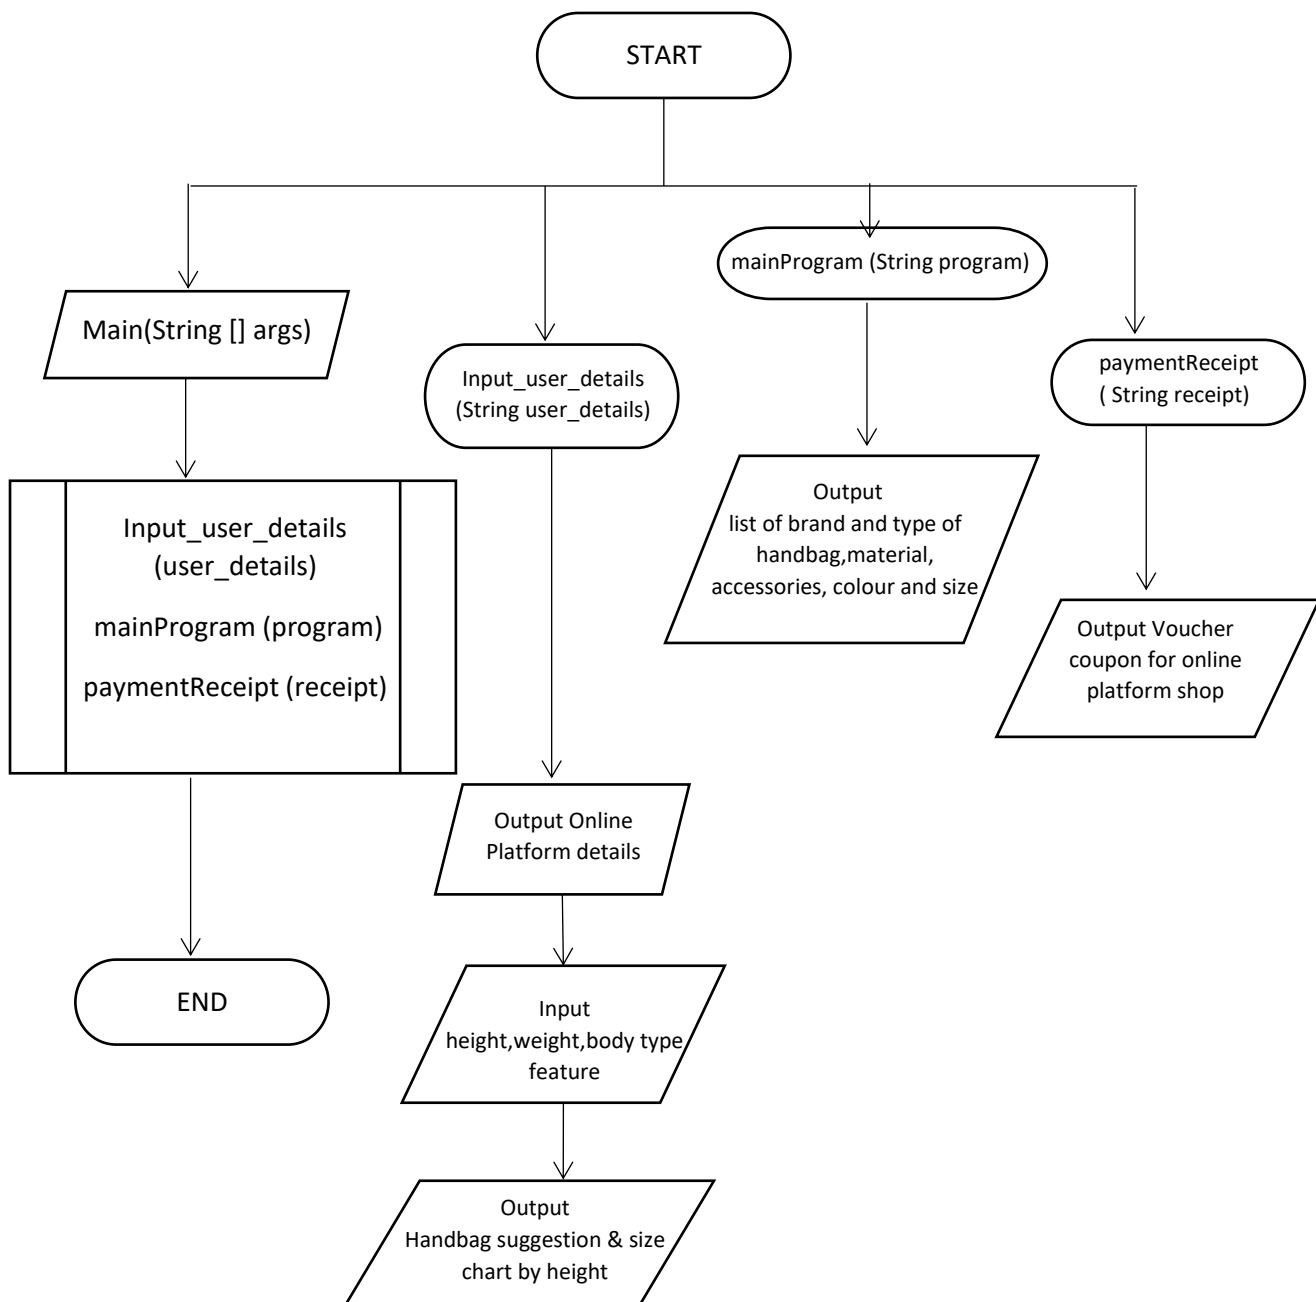 START
Main(String [] args)
Input_user_details
(user_details)
mainProgram (program)
paymentReceipt (receipt)
END
Input_user_details
(String user_details)
Output Online
Platform details
Input
height,weight,body type
feature
Output
Handbag suggestion & size
chart by height
mainProgram (String program)
Output
list of brand and type of
handbag,material,
accessories, colour and size
paymentReceipt
( String receipt)
Output Voucher
coupon for online
platform shop